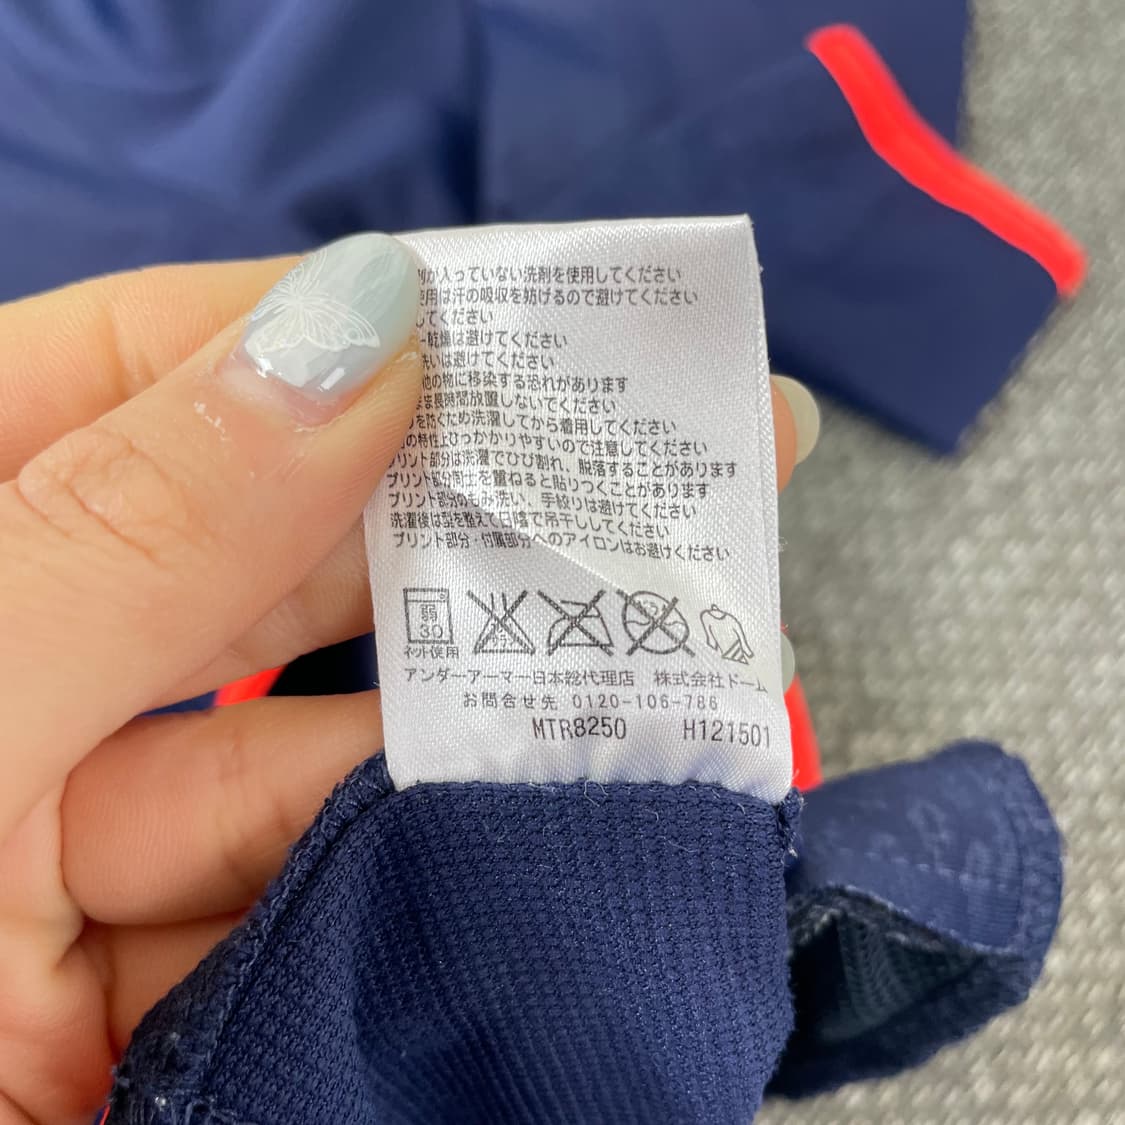 が入っていない洗剤を使用してください
使用は汗の吸収を妨げるので避けてください
してください
ー乾燥は避けてください
洗いは避けてください
他の物に移染する恐れがあります
まま長時間放置しないでください
を防ぐため洗濯してから着用してください
の特性上ひっかかりやすいので注意してください
プリント部分は洗濯でひび割れ、脱落することがあります
プリント部分同士を重ねると貼りつくことがあります
プリント部分のもみ洗い、手絞りは避けてください
洗濯後は型を整えて日陰で吊干ししてください
プリント部分・付属部分へのアイロンはお避けください
弱
30
ネット使用
アンダーアーマー日本総代理店 株式会社ドーム
お問合せ先 0120-106-786
MTR8250 H121501